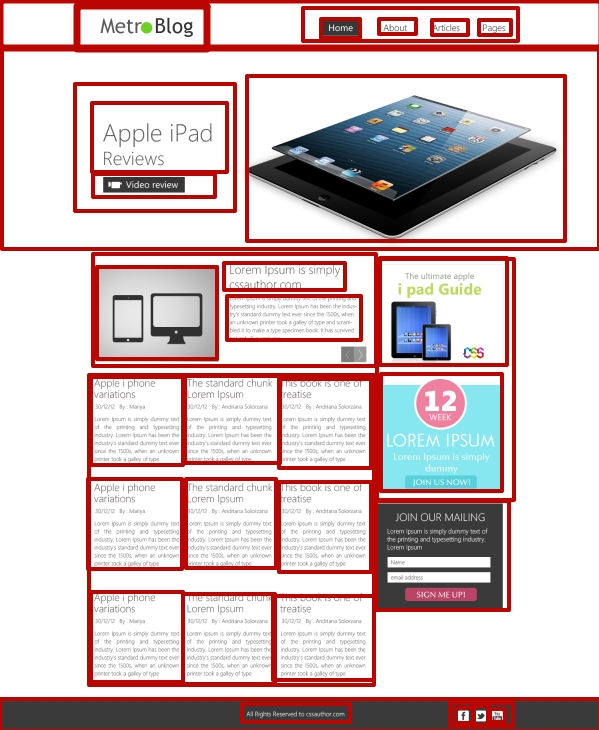 MetroBlog
Home About Articles Pages
Apple iPad
Reviews
Video review
Lorem Ipsum is simply
cssauthor.com
typesetting industry. Lorem Ipsum has been the indus-
try's standard dummy text ever since the 1500s, when
an unknown printer took a galley of type and scram-
bled it to make a type specimen book. It has survived
The ultimate apple
i pad Guide
CSS
12
WEEK
LOREM IPSUM
Lorem Ipsum is simply
dummy
JOIN US NOW!
JOIN OUR MAILING
Lorem Ipsum is simply dummy text of
the printing and typesetting industry.
Lorem Ipsum
Name
email address
SIGN ME UP!
Apple i phone
variations
30/12/12 By : Mariya
Lorem Ipsum is simply dummy text
of the printing and typesetting
industry. Lorem Ipsum has been the
industry's standard dummy text ever
since the 1500s, when an unknown
printer took a galley of type
The standard chunk
Lorem Ipsum
30/12/12 By : Andritana Solorzana
Lorem Ipsum is simply dummy text
of the printing and typesetting
industry. Lorem Ipsum has been the
industry's standard dummy text ever
since the 1500s, when an unknown
printer took a galley of type
This book is one of
treatise
30/12/12 By : Andritana Solorzana
Lorem Ipsum is simply dummy text
of the printing and typesetting
industry. Lorem Ipsum has been the
industry's standard dummy text ever
since the 1500s, when an unknown
printer took a galley of type
Apple i phone
variations
30/12/12 By : Mariya
Lorem Ipsum is simply dummy text
of the printing and typesetting
industry. Lorem Ipsum has been the
industry's standard dummy text ever
since the 1500s, when an unknown
printer took a galley of type
The standard chunk
Lorem Ipsum
30/12/12 By : Andritana Solorzana
Lorem Ipsum is simply dummy text
of the printing and typesetting
industry. Lorem Ipsum has been the
industry's standard dummy text ever
since the 1500s, when an unknown
printer took a galley of type
This book is one of
treatise
30/12/12 By : Andritana Solorzana
Lorem Ipsum is simply dummy text
of the printing and typesetting
industry. Lorem Ipsum has been the
industry's standard dummy text ever
since the 1500s, when an unknown
printer took a galley of type
Apple i phone
variations
30/12/12 By : Mariya
Lorem Ipsum is simply dummy text
of the printing and typesetting
industry. Lorem Ipsum has been the
industry's standard dummy text ever
since the 1500s, when an unknown
printer took a galley of type
The standard chunk
Lorem Ipsum
30/12/12 By : Andritana Solorzana
Lorem Ipsum is simply dummy text
of the printing and typesetting
industry. Lorem Ipsum has been the
industry's standard dummy text ever
since the 1500s, when an unknown
printer took a galley of type
This book is one of
treatise
30/12/12 By : Andritana Solorzana
Lorem Ipsum is simply dummy text
of the printing and typesetting
industry. Lorem Ipsum has been the
industry's standard dummy text ever
since the 1500s, when an unknown
printer took a galley of type
All Rights Reserved to cssauthor.com